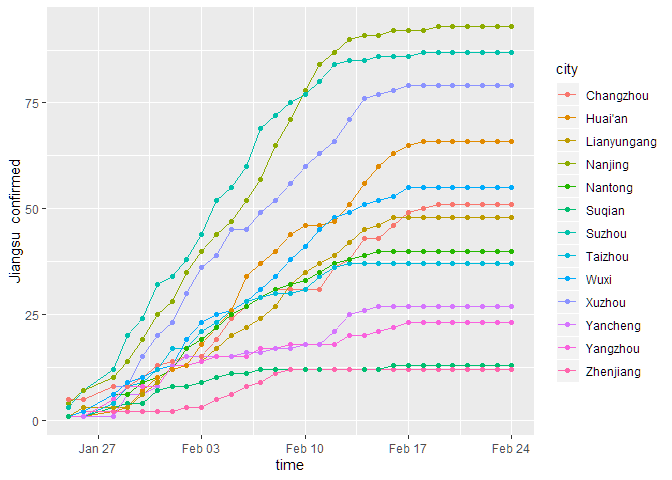 Jiangsu confirmed
75
50
25
0
Jan 27
Feb 03
Feb 10
Feb 17
Feb 24
time
city
Changzhou
Huai'an
Lianyungang
Nanjing
Nantong
Suqian
Suzhou
Taizhou
Wuxi
Xuzhou
Yancheng
Yangzhou
Zhenjiang